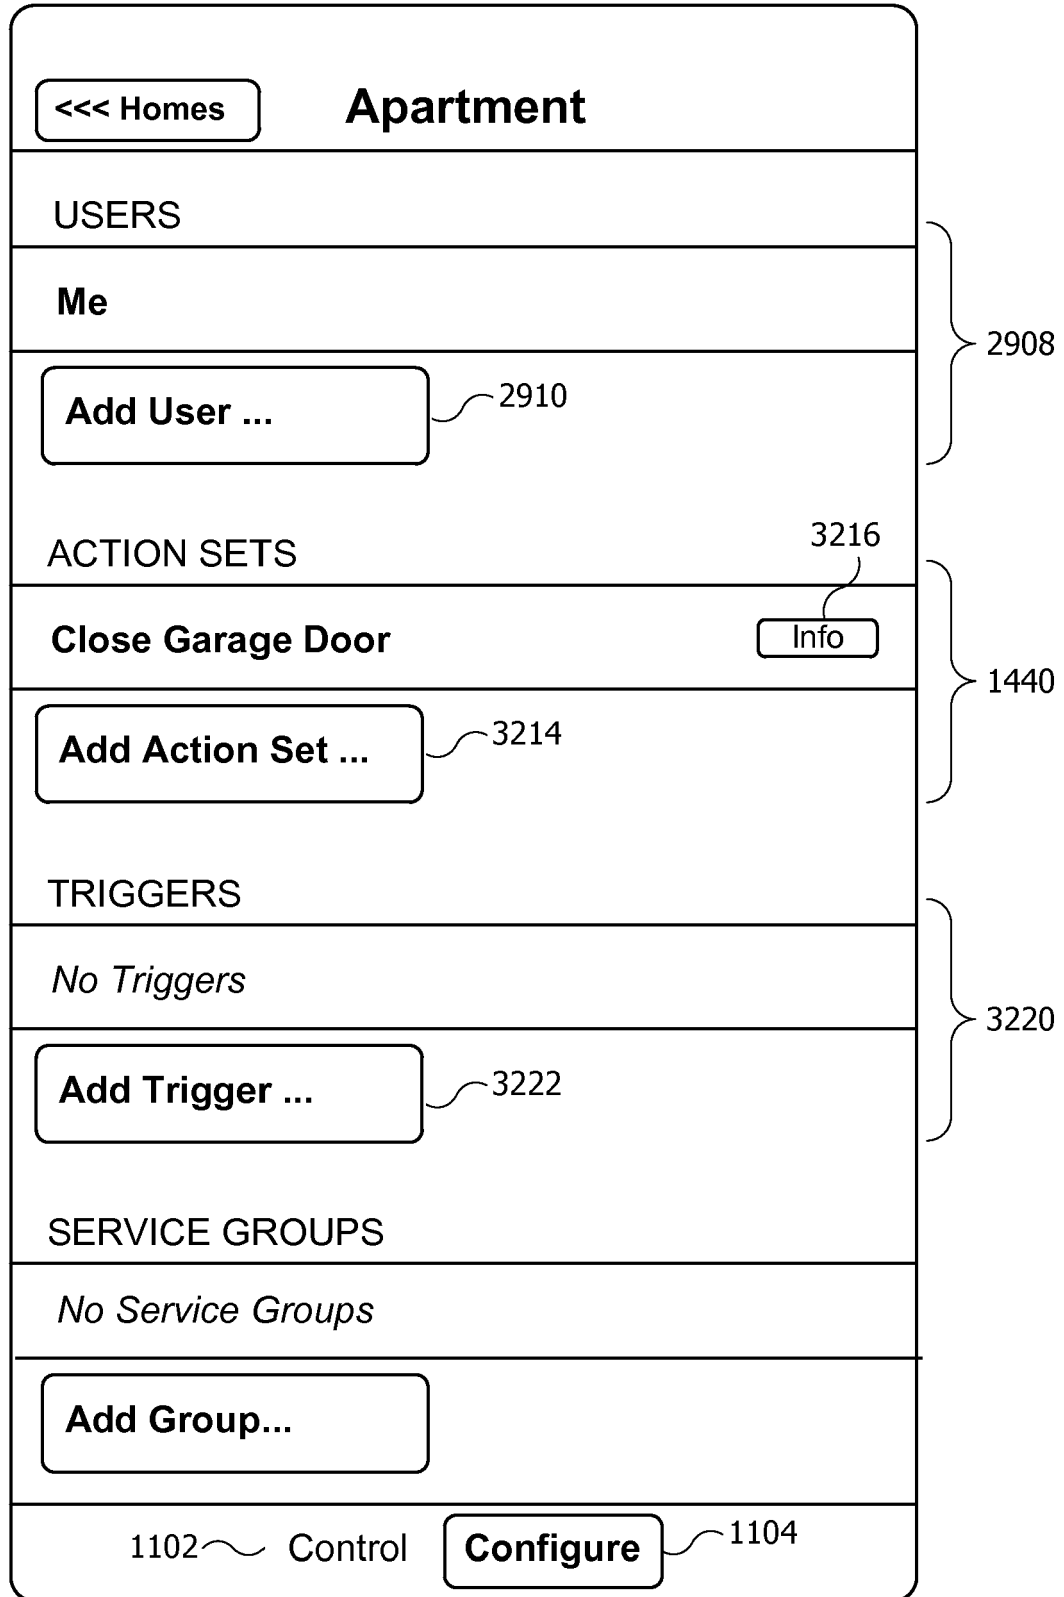 <<< Homes
Apartment
USERS
Me
2908
Add User ...
2910
ACTION SETS
3216
Close Garage Door
Info
1440
Add Action Set ...
3214
TRIGGERS
No Triggers
3220
Add Trigger ...
3222
SERVICE GROUPS
No Service Groups
Add Group...
1102
Control
Configure
1104